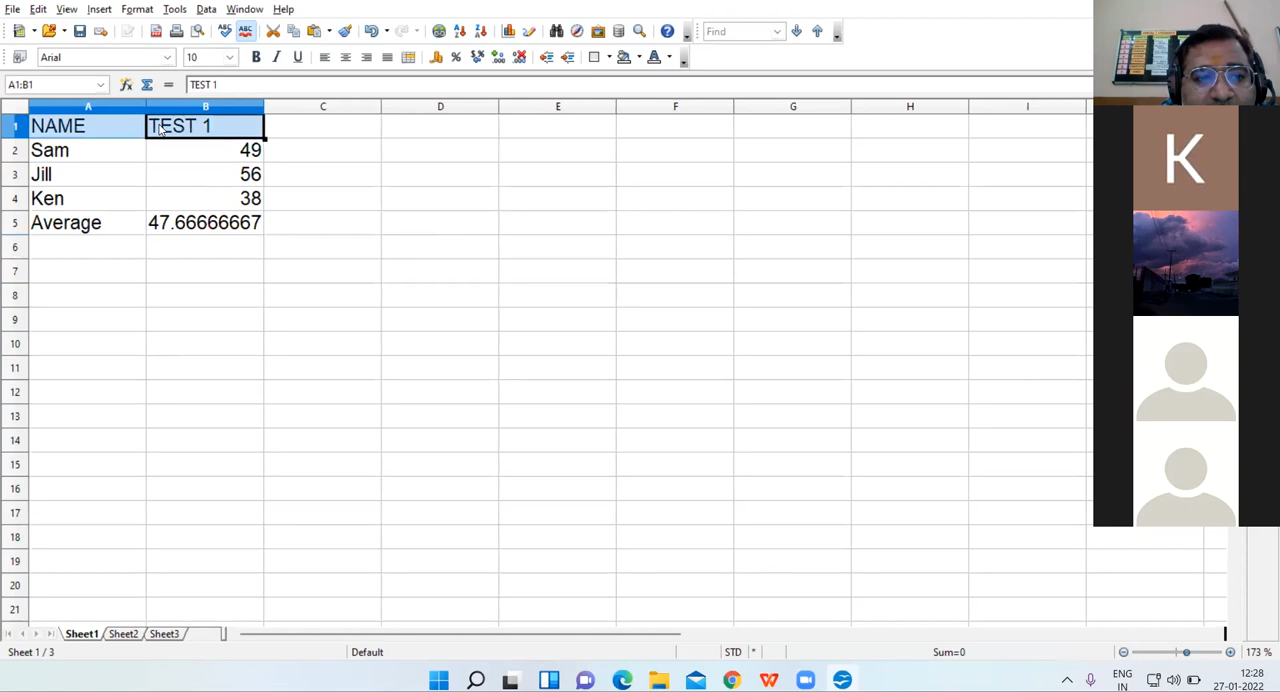 File Edit View Insert Format Tools Data Window Help
Find
Arial 10
A1:B1 TEST 1
A B C D E F G H I
1 NAME TEST 1
2 Sam 49
3 Jill 56
4 Ken 38
5 Average 47.66666667
6
7
8
9
10
11
12
13
14
15
16
17
18
19
20
21
K
Sheet1 Sheet2 Sheet3
Sheet 1 / 3 Default STD * Sum=0 173 %
ENG
IN
12:28
27-01-2022